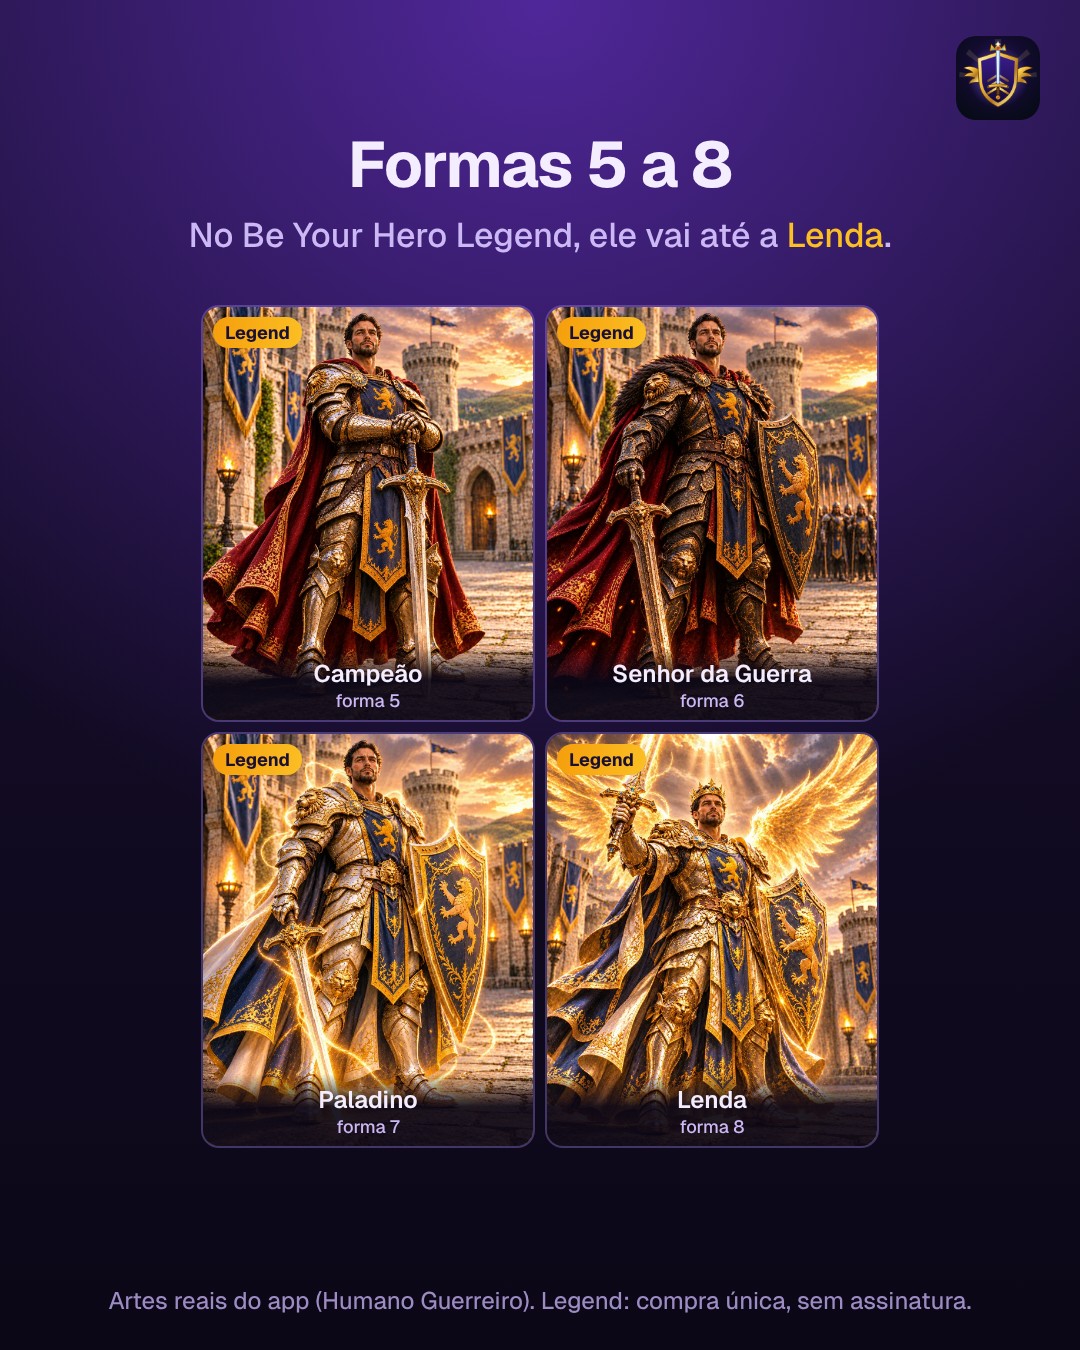 Formas 5 a 8
No Be Your Hero Legend, ele vai até a Lenda.
Legend
Campeão
forma 5
Legend
Senhor da Guerra
forma 6
Legend
Paladino
forma 7
Legend
Lenda
forma 8
Artes reais do app (Humano Guerreiro). Legend: compra única, sem assinatura.